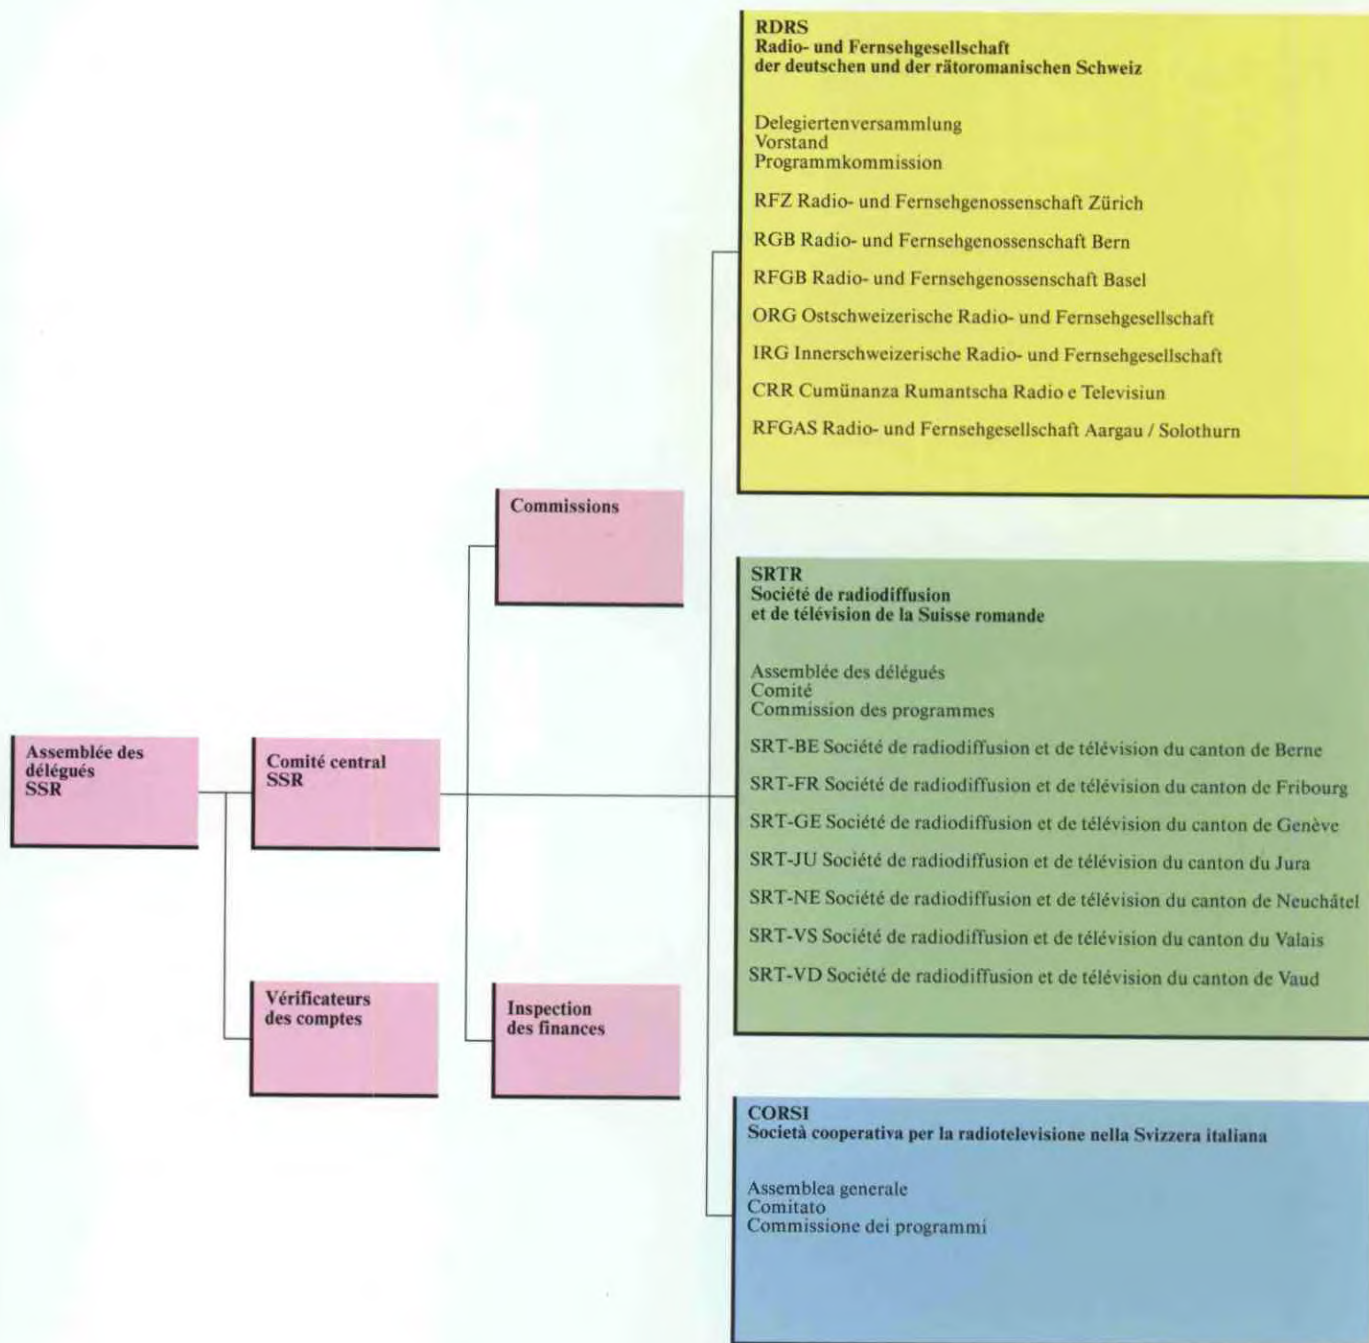 RDRS
Radio- und Fernsehgesellschaft
der deutschen und der rätoromanischen Schweiz
Delegiertenversammlung
Vorstand
Programmkommission
RFZ Radio- und Fernsehgenossenschaft Zürich
RGB Radio- und Fernsehgenossenschaft Bern
RFGB Radio- und Fernsehgenossenschaft Basel
ORG Ostschweizerische Radio- und Fernsehgesellschaft
IRG Innerschweizerische Radio- und Fernsehgesellschaft
CRR Cumünanza Rumantscha Radio e Televisiun
RFGAS Radio- und Fernsehgesellschaft Aargau / Solothurn
Commissions
SRTR
Société de radiodiffusion
et de télévision de la Suisse romande
Assemblée des délégués
Comité
Commission des programmes
SRT-BE Société de radiodiffusion et de télévision du canton de Berne
SRT-FR Société de radiodiffusion et de télévision du canton de Fribourg
SRT-GE Société de radiodiffusion et de télévision du canton de Genève
SRT-JU Société de radiodiffusion et de télévision du canton du Jura
SRT-NE Société de radiodiffusion et de télévision du canton de Neuchâtel
SRT-VS Société de radiodiffusion et de télévision du canton du Valais
SRT-VD Société de radiodiffusion et de télévision du canton de Vaud
Assemblée des
délégués
SSR
Comité central
SSR
Vérificateurs
des comptes
Inspection
des finances
CORSI
Società cooperativa per la radiotelevisione nella Svizzera italiana
Assemblea generale
Comitato
Commissione dei programmi